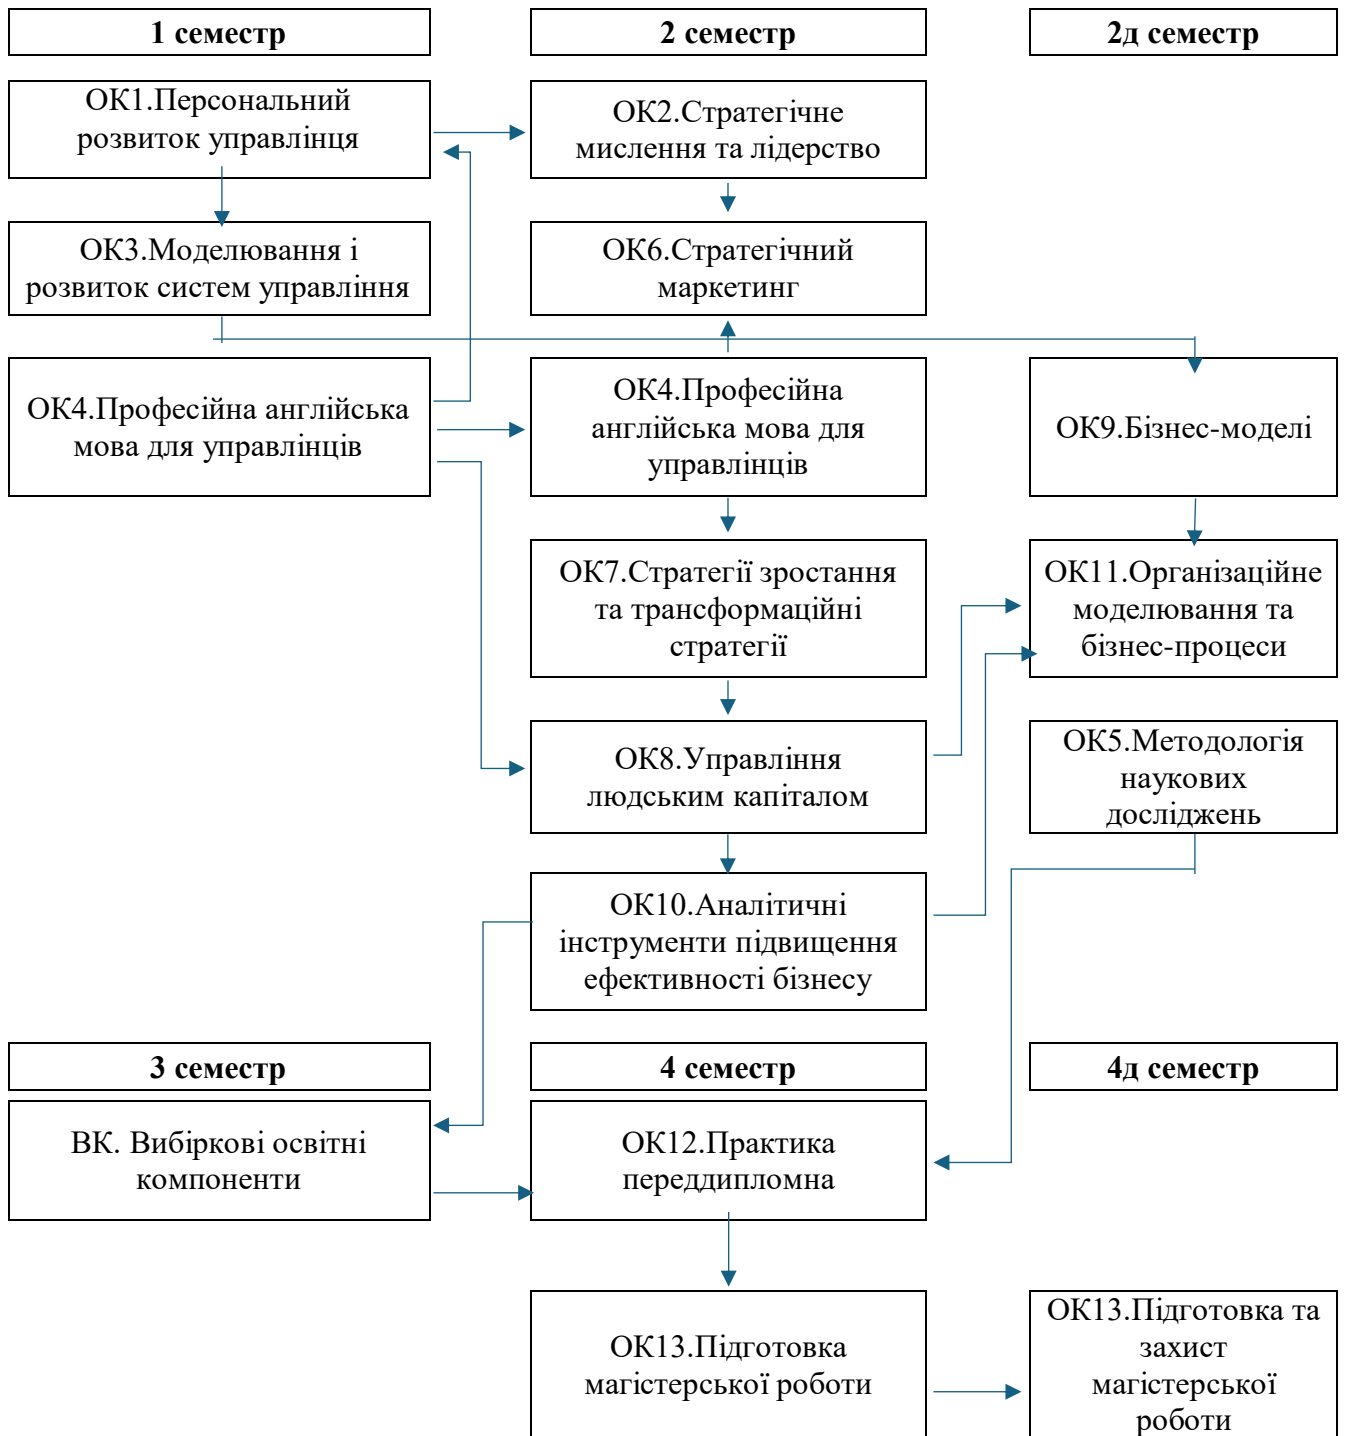 1 семестр
2 семестр
2д семестр
ОК1.Персональний
розвиток управлінця
ОК2.Стратегічне
мислення та лідерство
ОК3.Моделювання і
розвиток систем управління
ОК6.Стратегічний
маркетинг
ОК4.Професійна англійська
мова для управлінців
ОК4.Професійна
англійська мова для
управлінців
ОК9.Бізнес-моделі
ОК7.Стратегії зростання
та трансформаційні
стратегії
ОК11.Організаційне
моделювання та
бізнес-процеси
ОК8.Управління
людським капіталом
ОК5.Методологія
наукових
досліджень
ОК10.Аналітичні
інструменти підвищення
ефективності бізнесу
3 семестр
4 семестр
4д семестр
ВК. Вибіркові освітні
компоненти
ОК12.Практика
переддипломна
ОК13.Підготовка
магістерської роботи
ОК13.Підготовка та
захист
магістерської
роботи